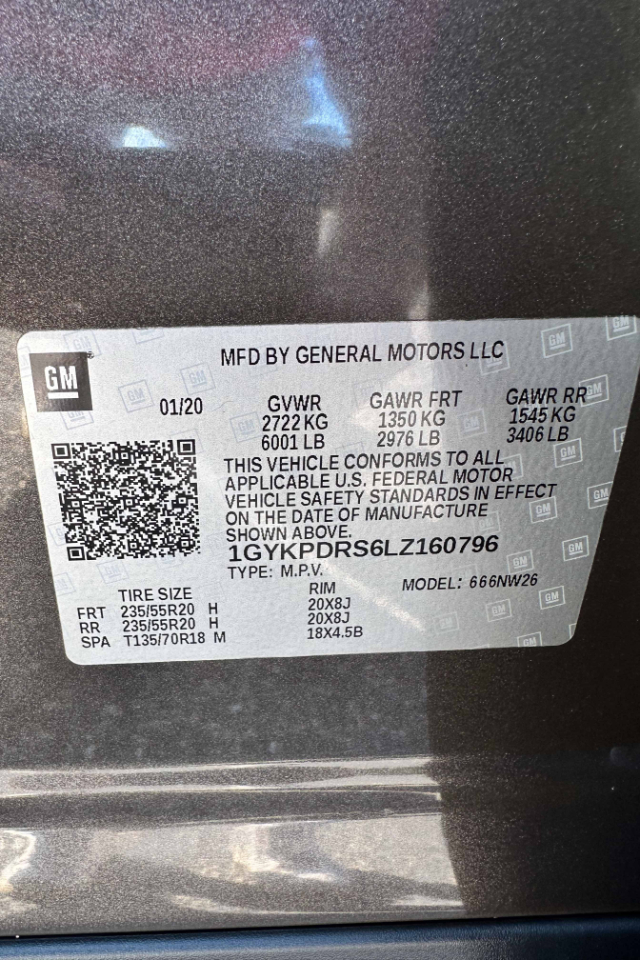 GM
MFD BY GENERAL MOTORS LLC
01/20 GVWR GAWR FRT GAWR RR
2722 KG 1350 KG 1545 KG
6001 LB 2976 LB 3406 LB
THIS VEHICLE CONFORMS TO ALL
APPLICABLE U.S. FEDERAL MOTOR
VEHICLE SAFETY STANDARDS IN EFFECT
ON THE DATE OF MANUFACTURE
SHOWN ABOVE.
1GYKPDRS6LZ160796
TYPE: M.P.V. MODEL: 666NW26
TIRE SIZE RIM
FRT 235/55R20 H 20X8J
RR 235/55R20 H 20X8J
SPA T135/70R18 M 18X4.5B